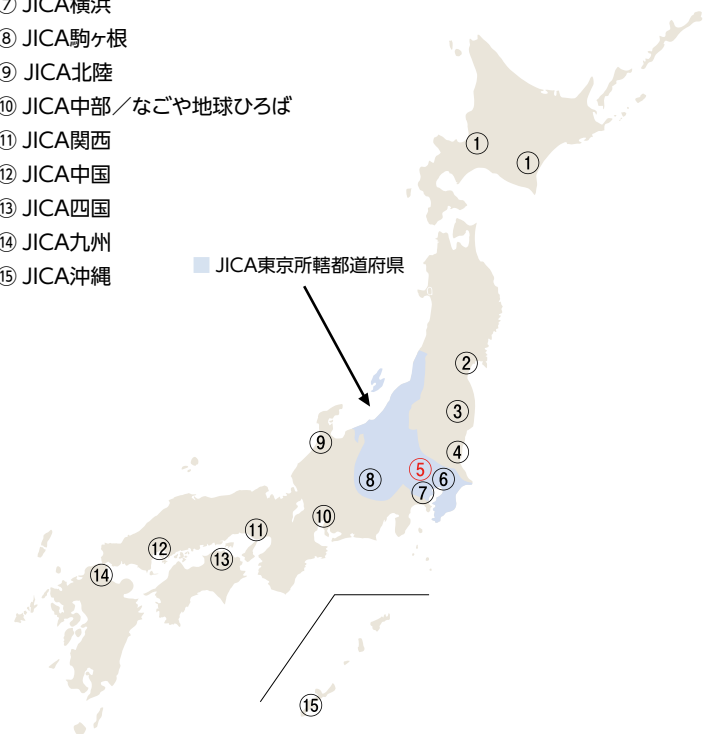 ⑦ JICA横浜
⑧ JICA駒ヶ根
⑨ JICA北陸
⑩ JICA中部／なごや地球ひろば
⑪ JICA関西
⑫ JICA中国
⑬ JICA四国
⑭ JICA九州
⑮ JICA沖縄
JICA東京所轄都道府県
①
①
②
③
④
⑤
⑥
⑦
⑧
⑨
⑩
⑪
⑫
⑬
⑭
⑮